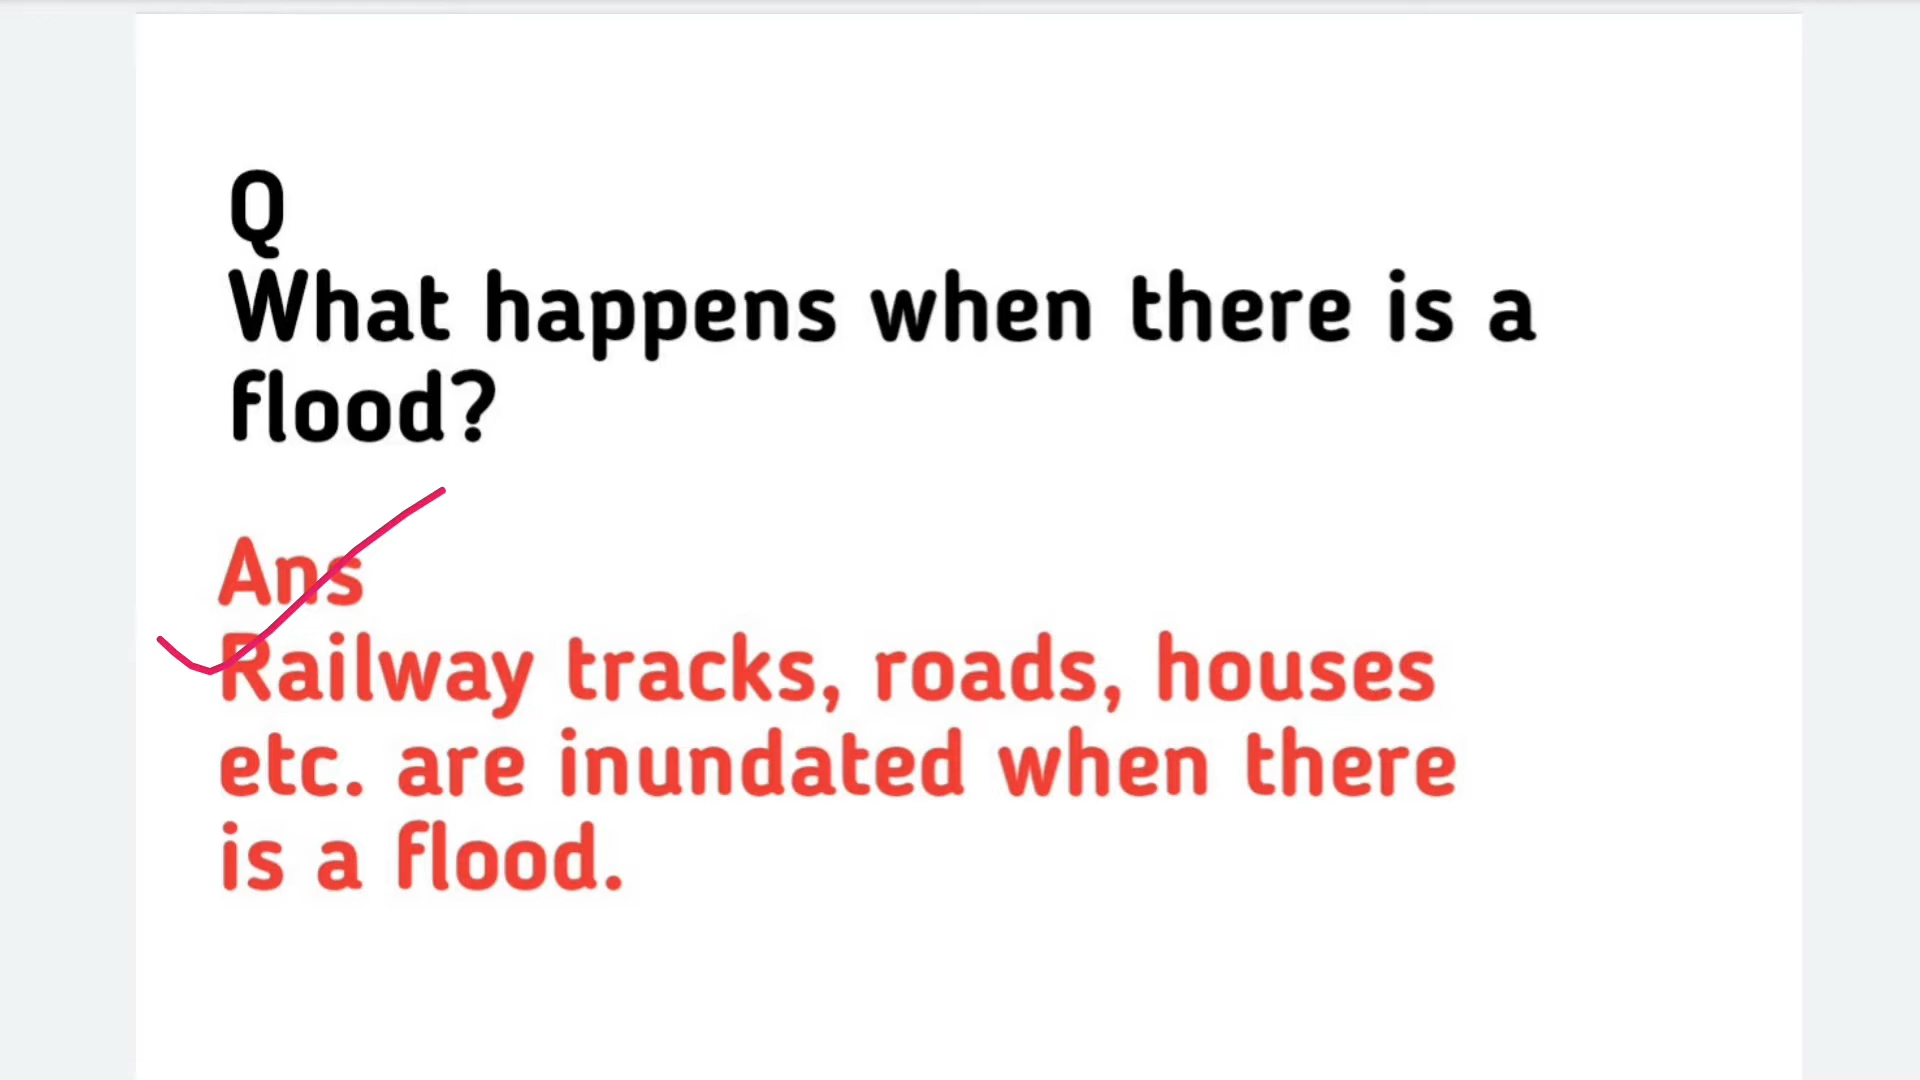 Q
What happens when there is a
flood?
Ans
Railway tracks, roads, houses
etc. are inundated when there
is a flood.